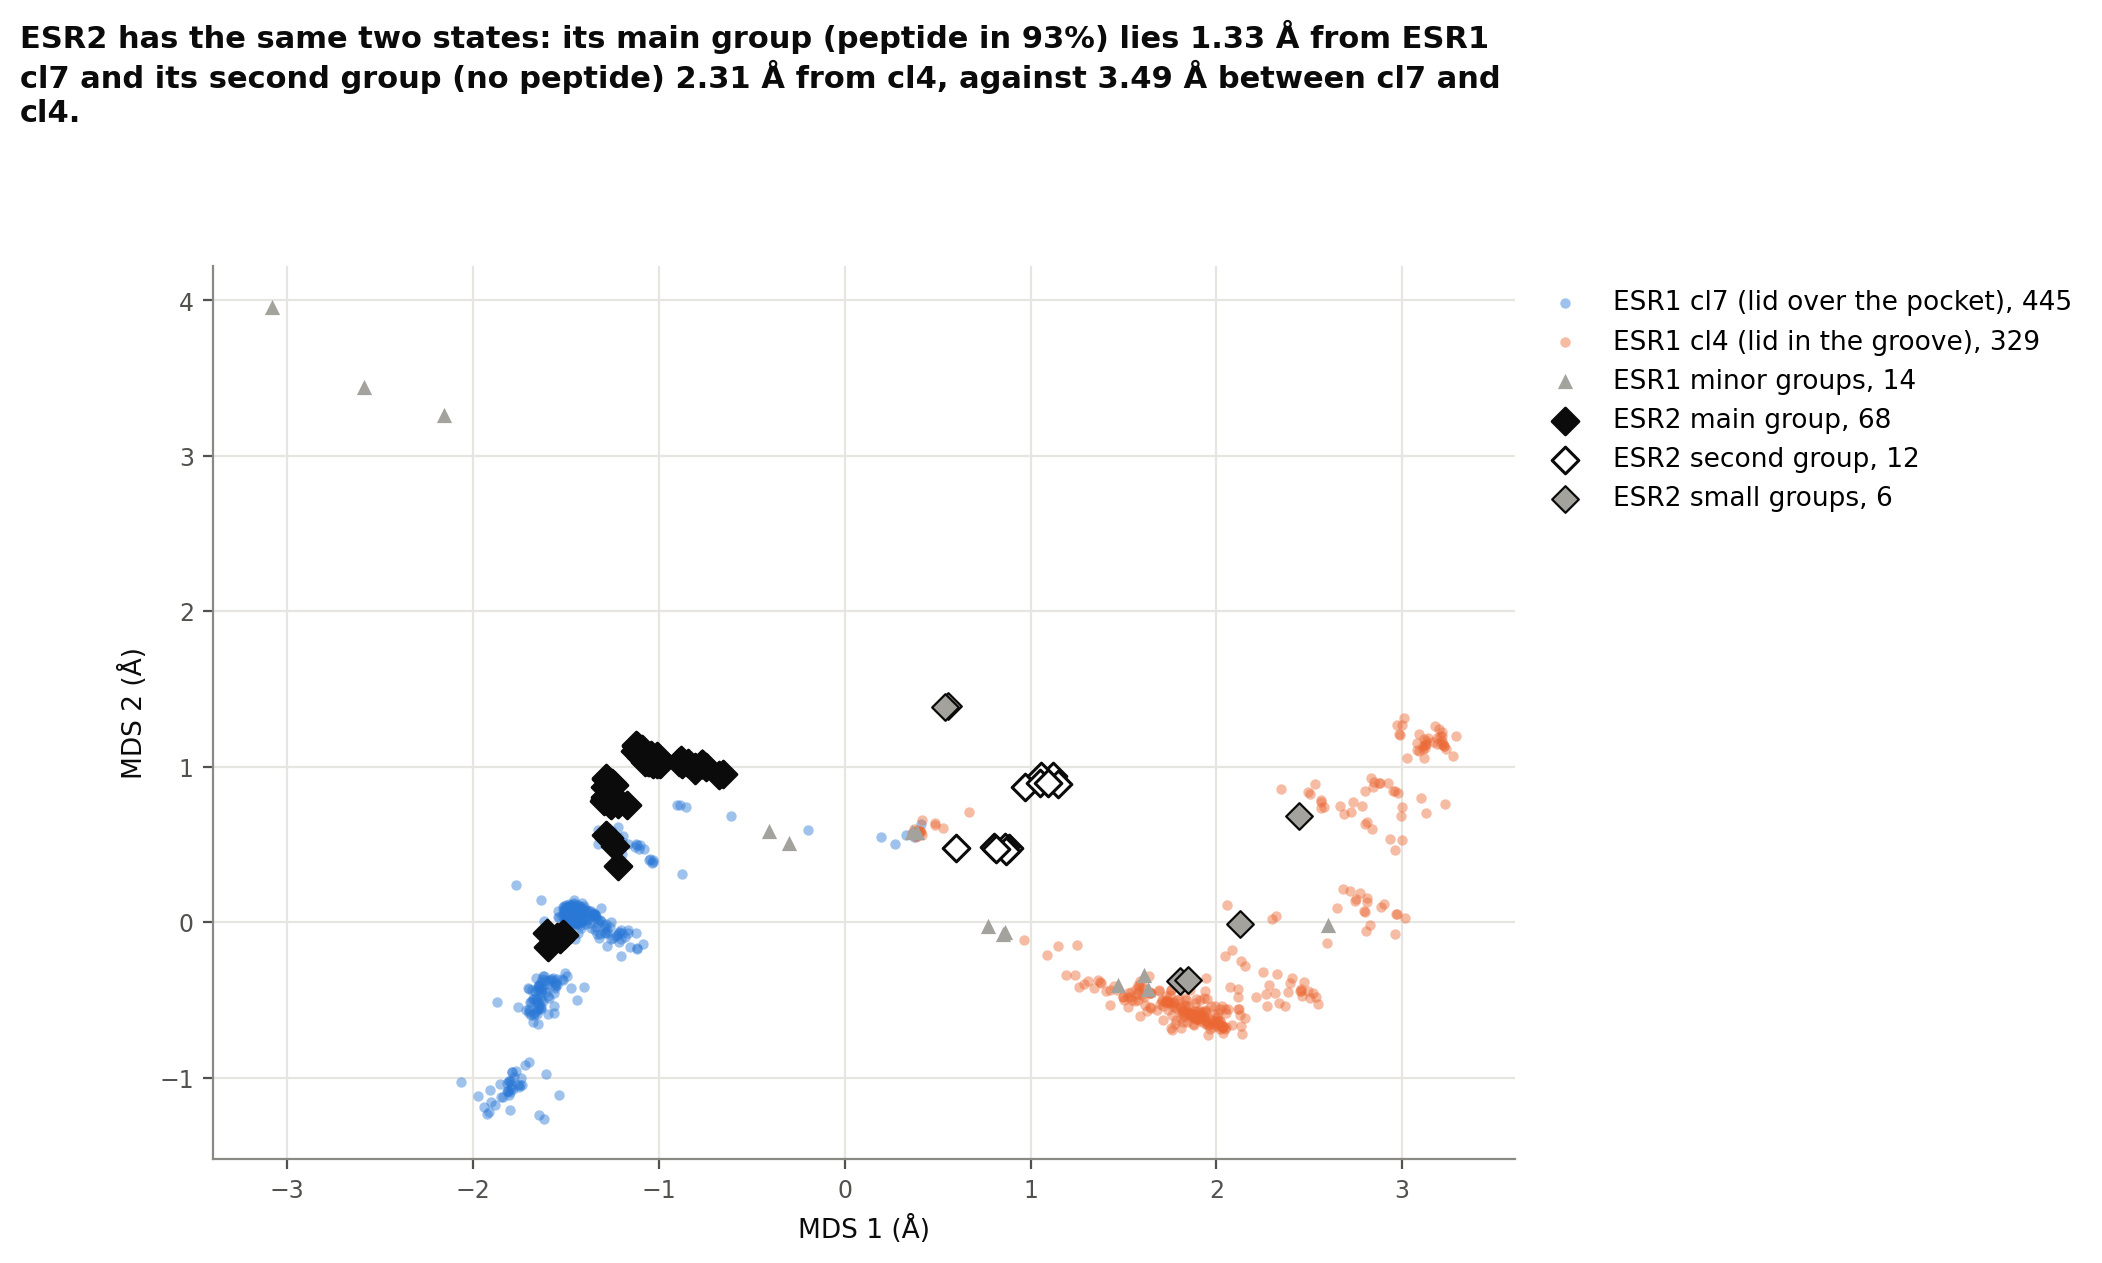 ESR2 has the same two states: its main group (peptide in 93%) lies 1.33 Å from ESR1
cl7 and its second group (no peptide) 2.31 Å from cl4, against 3.49 Å between cl7 and
cl4.
ESR1 cl7 (lid over the pocket), 445
ESR1 cl4 (lid in the groove), 329
ESR1 minor groups, 14
ESR2 main group, 68
ESR2 second group, 12
ESR2 small groups, 6
MDS 2 (Å)
4
3
2
1
0
−1
−3
−2
−1
0
1
2
3
MDS 1 (Å)